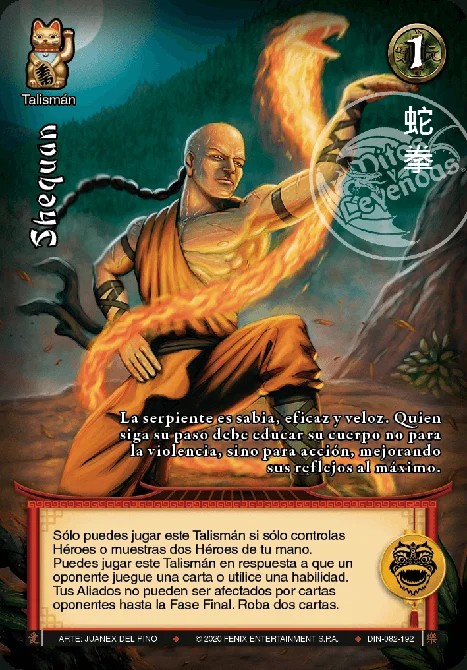 Talismán
1
Shequan
蛇
拳
Mitos y
Leyendas
La serpiente es sabia, eficaz y veloz. Quien
siga su paso debe educar su cuerpo no para
la violencia, sino para acción, mejorando
sus reflejos al máximo.
Sólo puedes jugar este Talismán si sólo controlas
Héroes o muestras dos Héroes de tu mano.
Puedes jugar este Talismán en respuesta a que un
oponente juegue una carta o utilice una habilidad.
Tus Aliados no pueden ser afectados por cartas
oponentes hasta la Fase Final. Roba dos cartas.
ARTE: JUANEX DEL PINO ♦ © 2020 FENIX ENTERTAINMENT S.P.A. ♦ DIN-082-192